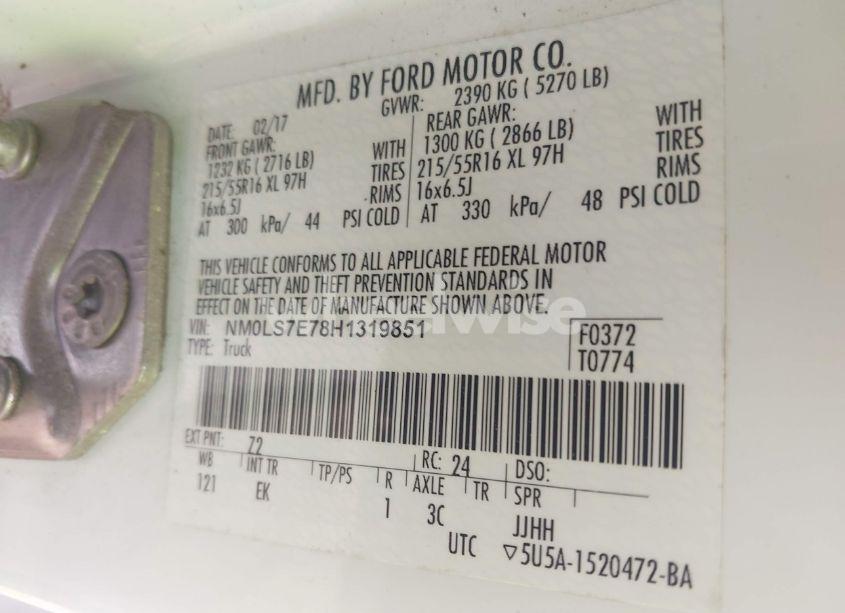 MFD. BY FORD MOTOR CO.
DATE: 02/17 GVWR: 2390 KG ( 5270 LB)
FRONT GAWR: REAR GAWR:
1232 KG ( 2716 LB) WITH 1300 KG ( 2866 LB) WITH
215/55R16 XL 97H TIRES 215/55R16 XL 97H TIRES
16x6.5J RIMS 16x6.5J RIMS
AT 300 kPa/ 44 PSI COLD AT 330 kPa/ 48 PSI COLD
THIS VEHICLE CONFORMS TO ALL APPLICABLE FEDERAL MOTOR
VEHICLE SAFETY AND THEFT PREVENTION STANDARDS IN
EFFECT ON THE DATE OF MANUFACTURE SHOWN ABOVE.
VIN: NM0LS7E78H1319851 F0372
TYPE: Truck T0774
EXT PNT: Z2 RC: 24 DSO:
WB INT TR TP/PS R AXLE TR SPR
121 EK 1 3C JJHH
UTC ▽5U5A-1520472-BA